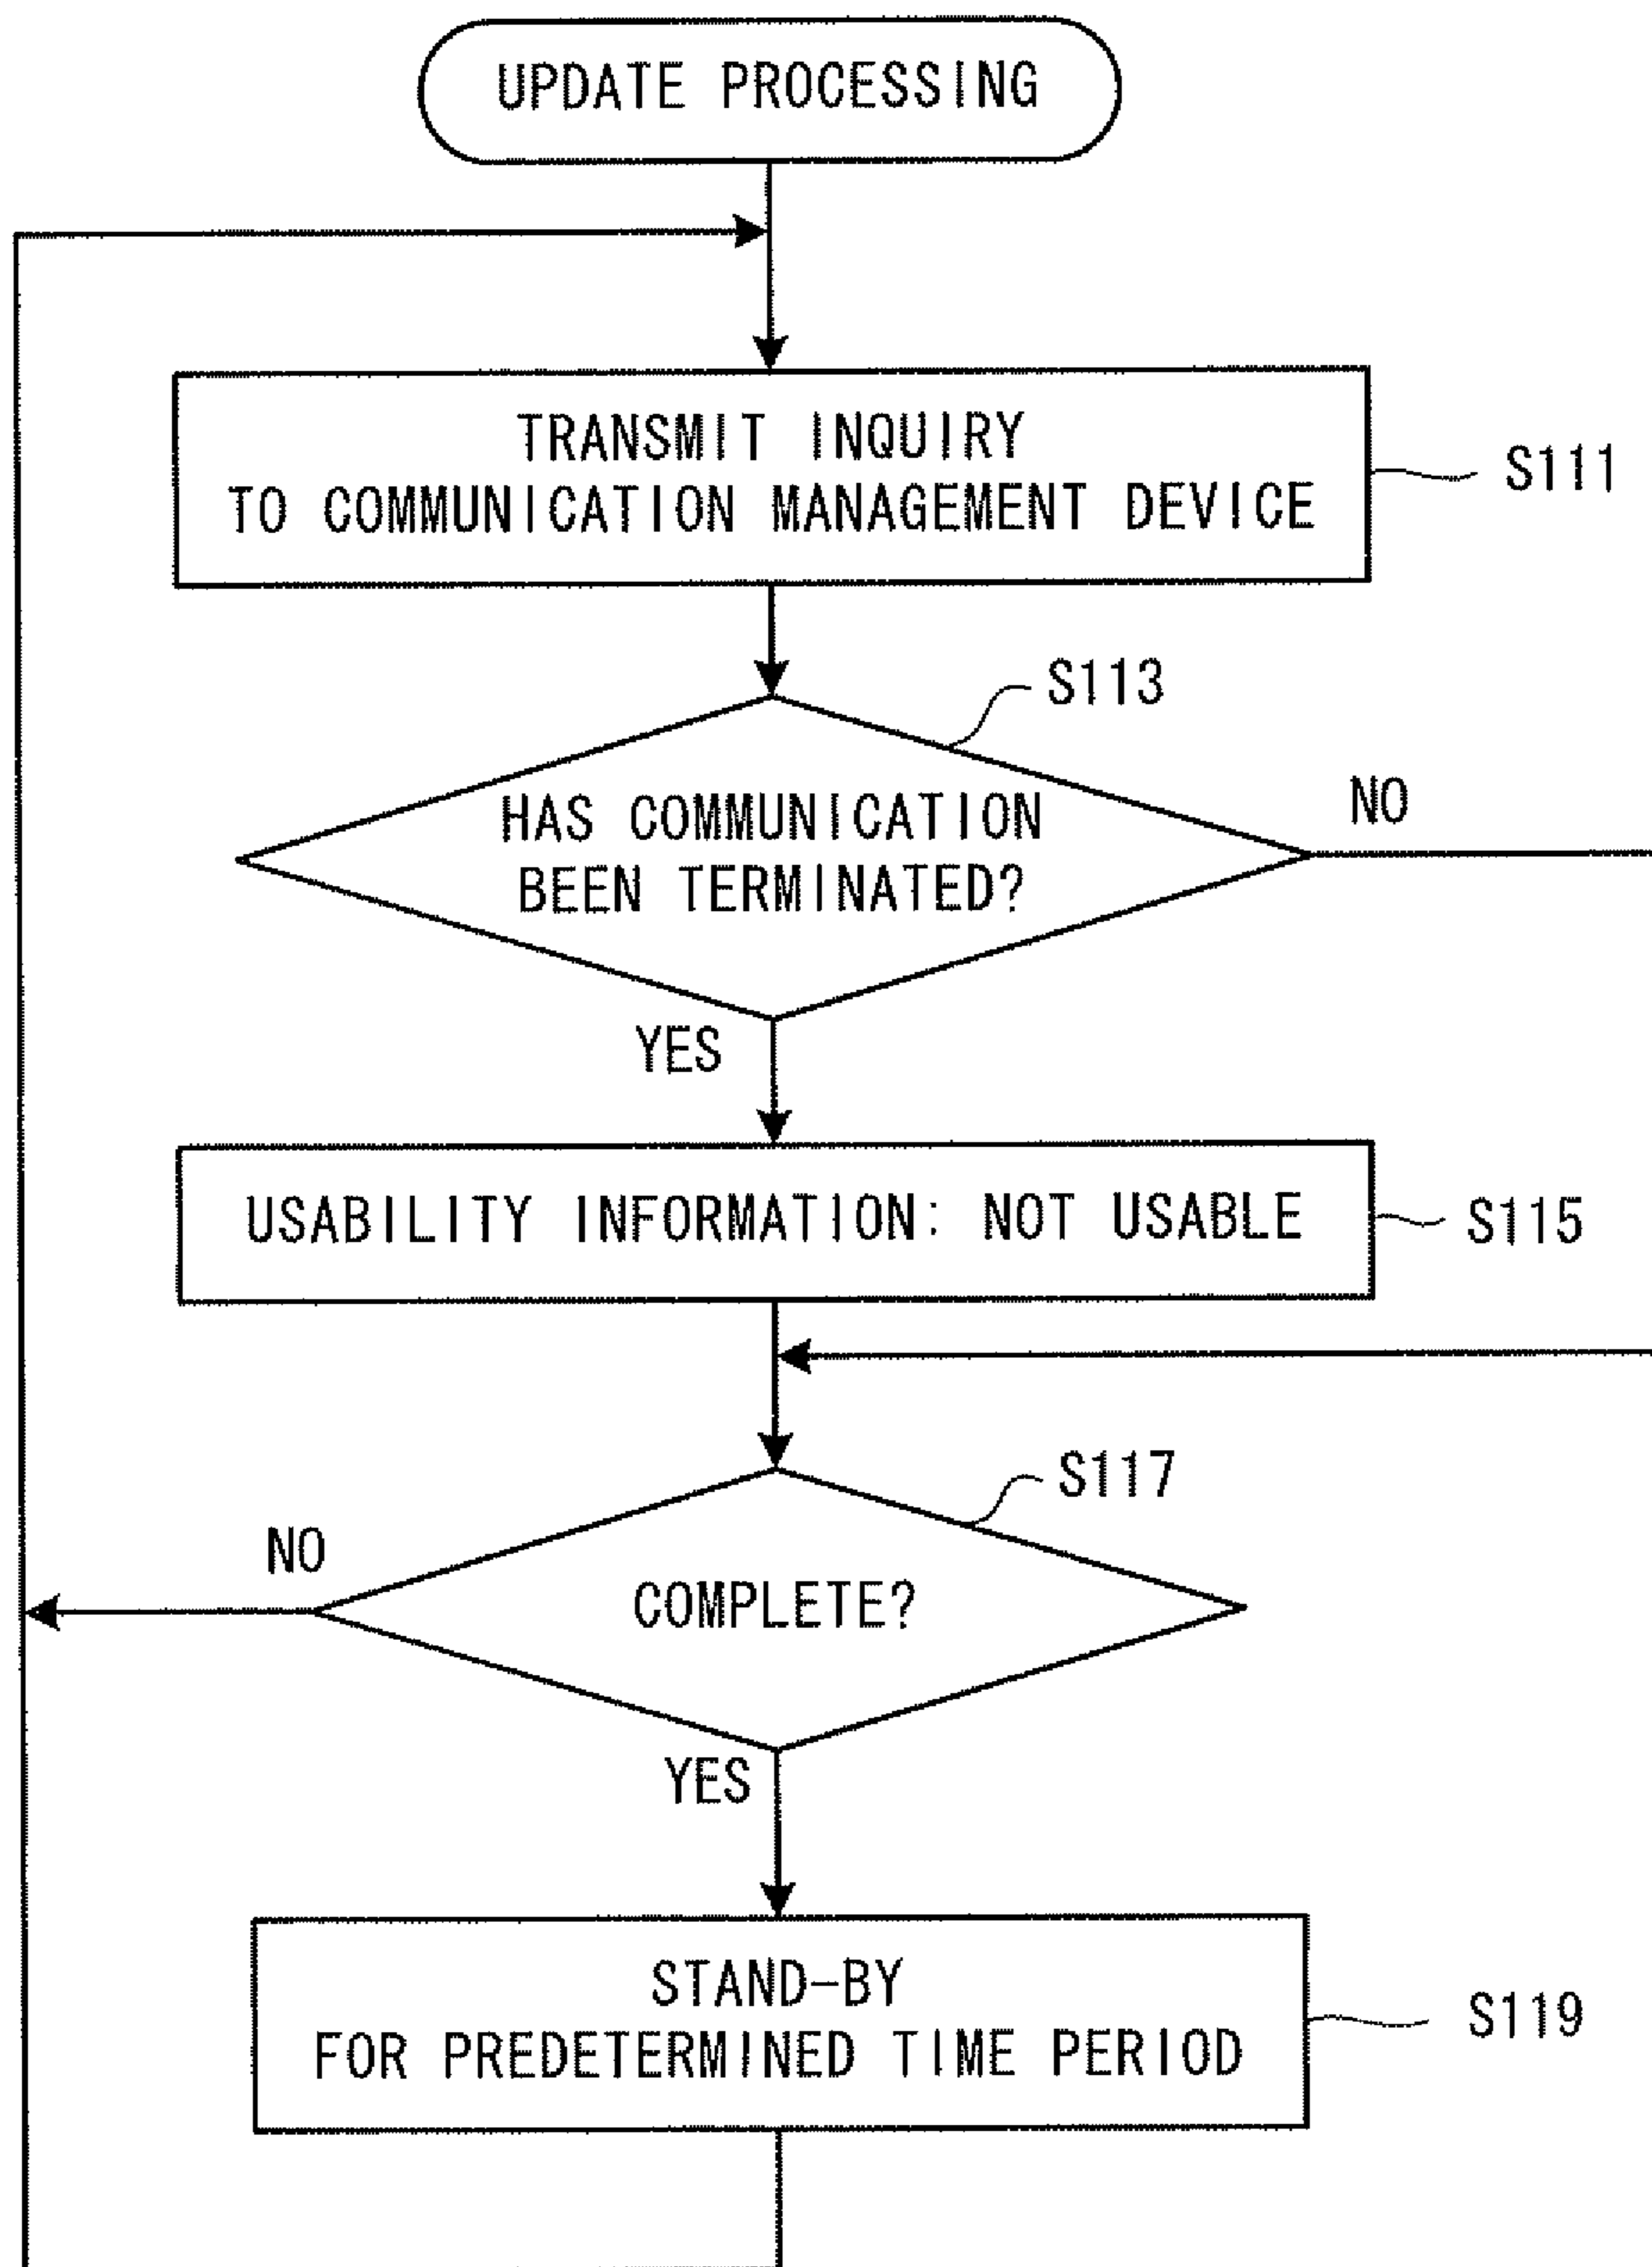 UPDATE PROCESSING
TRANSMIT INQUIRY
TO COMMUNICATION MANAGEMENT DEVICE
S111
S113
HAS COMMUNICATION
BEEN TERMINATED?
NO
YES
USABILITY INFORMATION: NOT USABLE
S115
S117
NO
COMPLETE?
YES
STAND-BY
FOR PREDETERMINED TIME PERIOD
S119